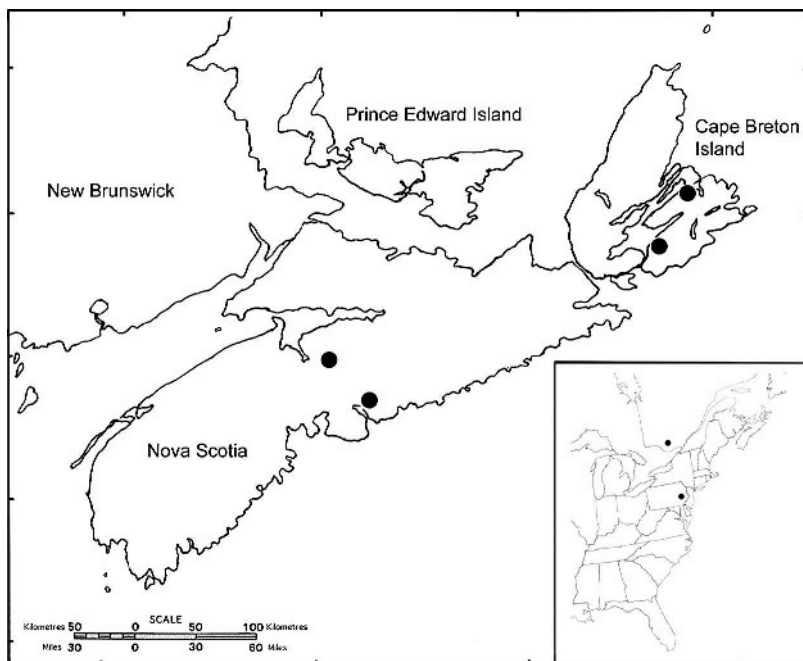 Prince Edward Island
Cape Breton
Island
New Brunswick
Nova Scotia
SCALE
Kilometres 50 0 50 100 Kilometres
Miles 30 0 30 60 Miles